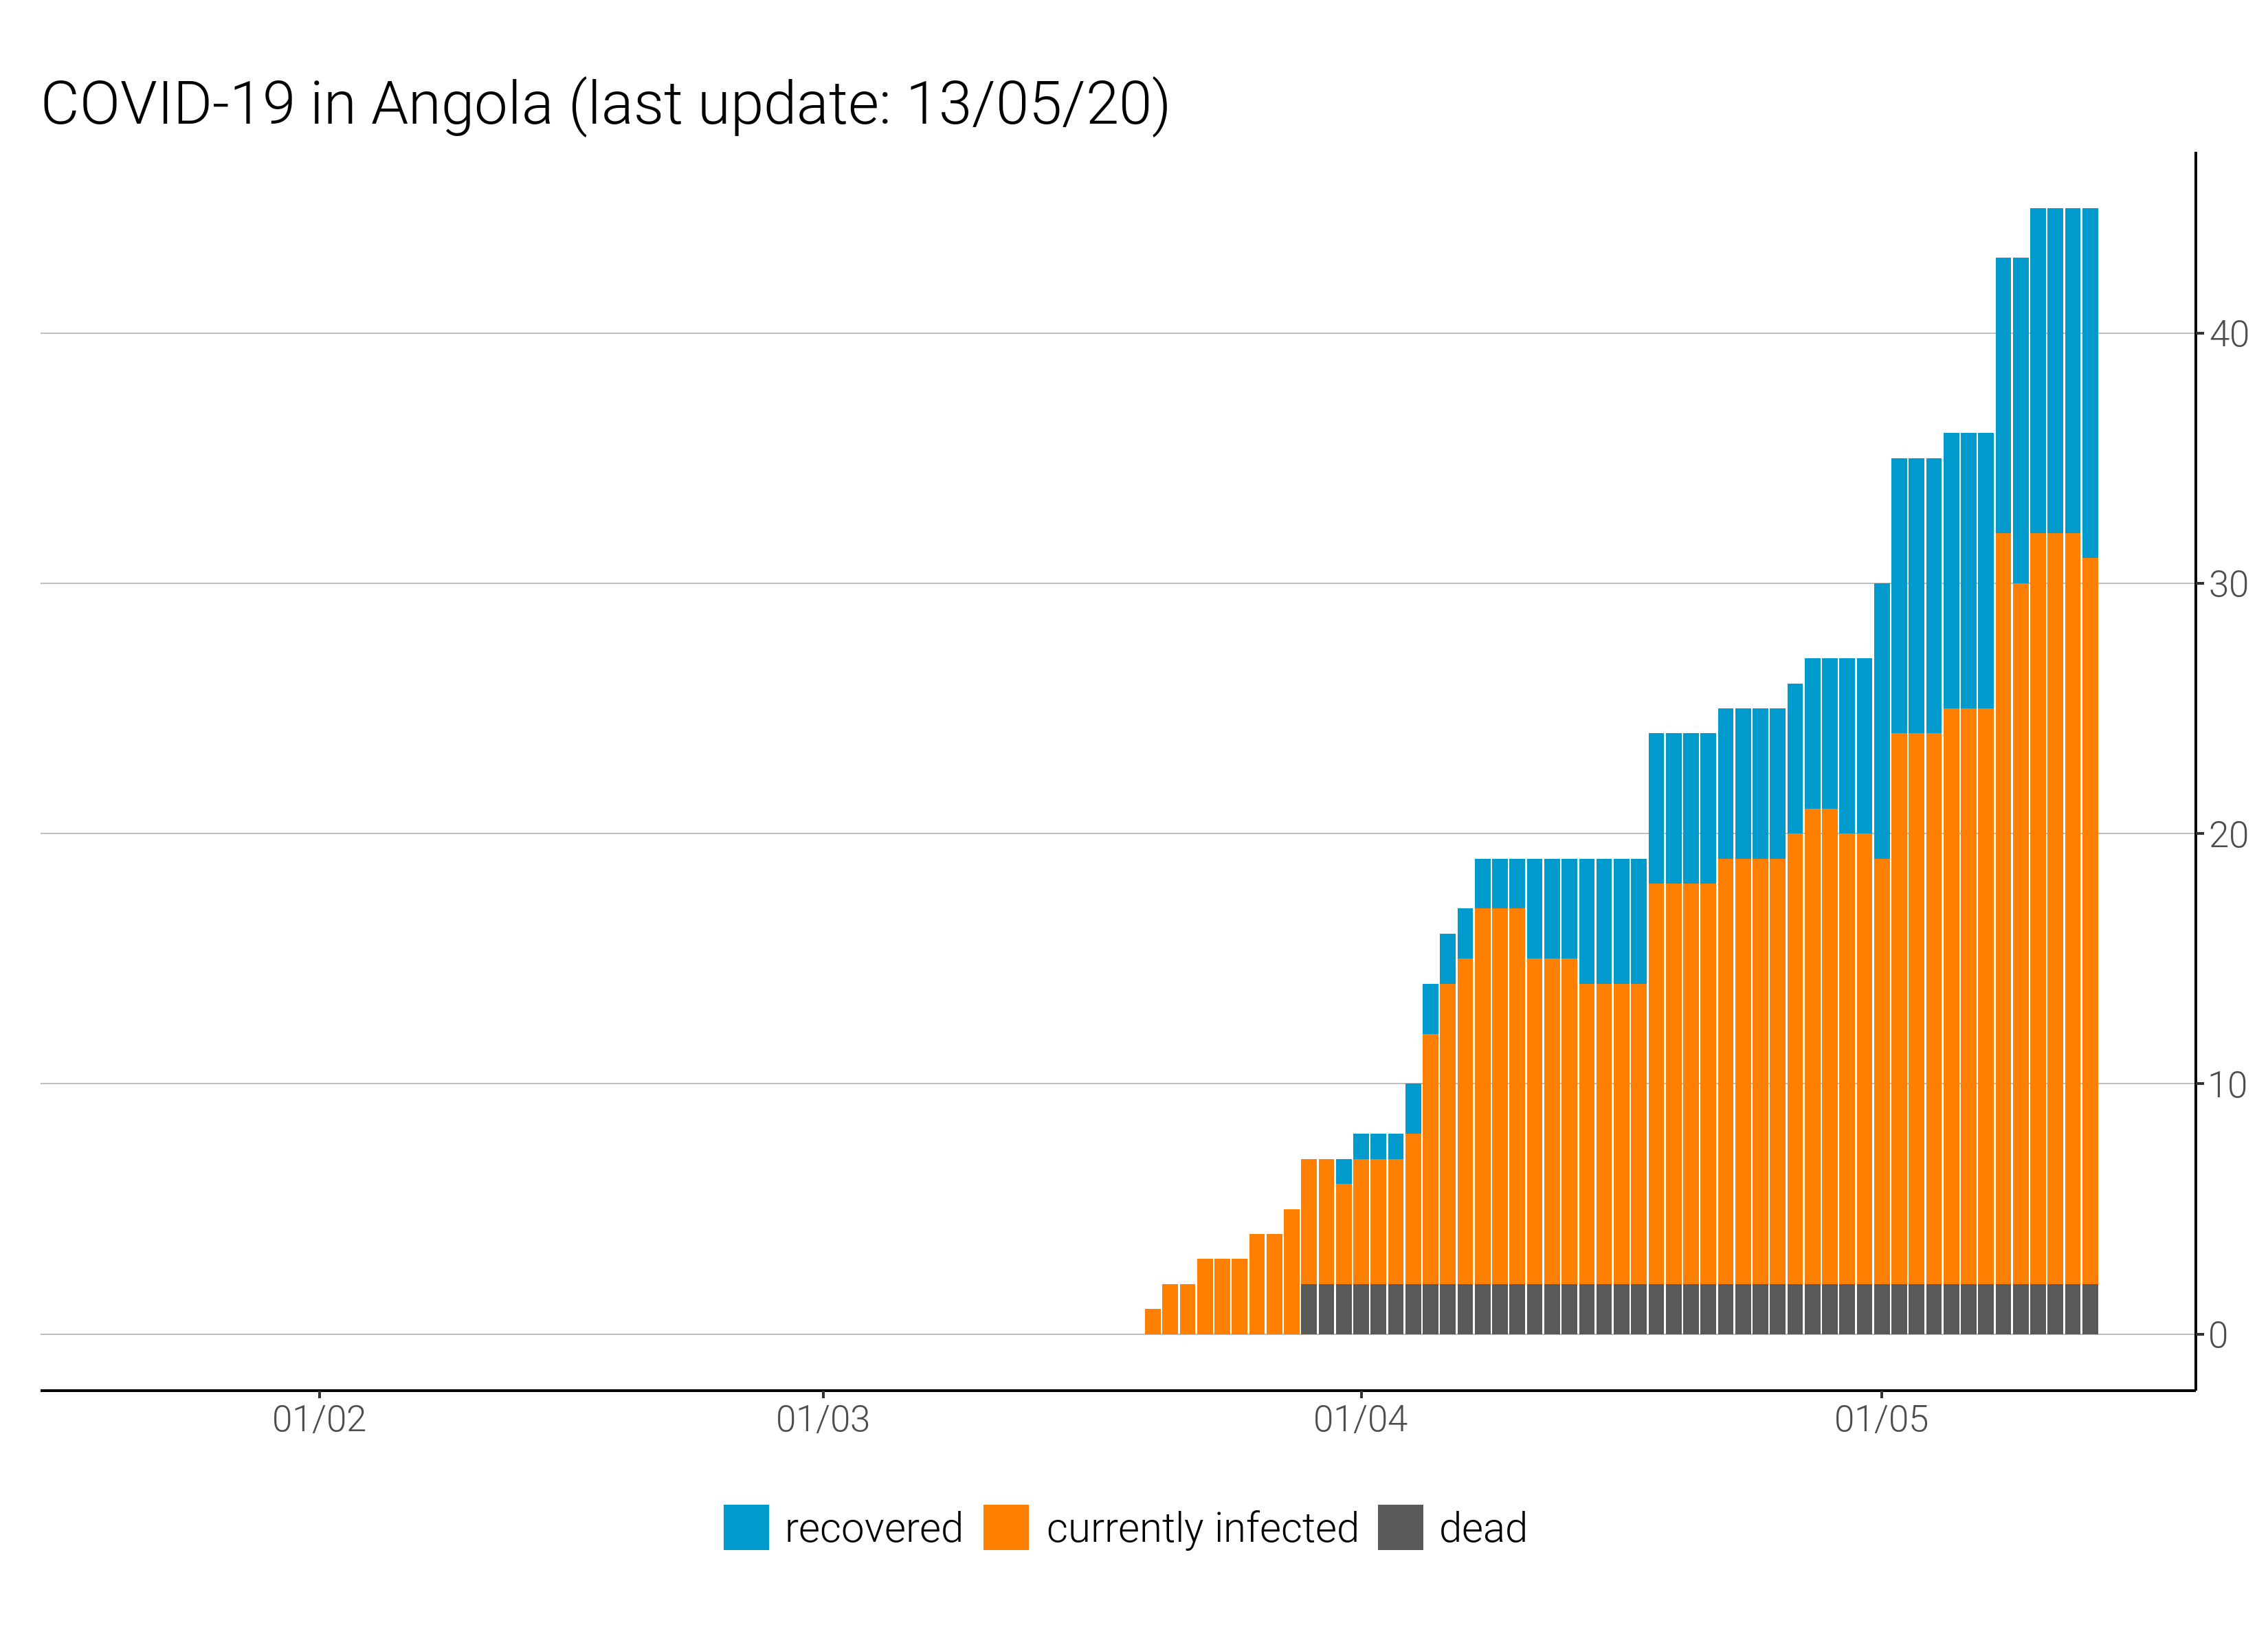 COVID-19 in Angola (last update: 13/05/20)
40
30
20
10
0
01/02 01/03 01/04 01/05
recovered currently infected dead